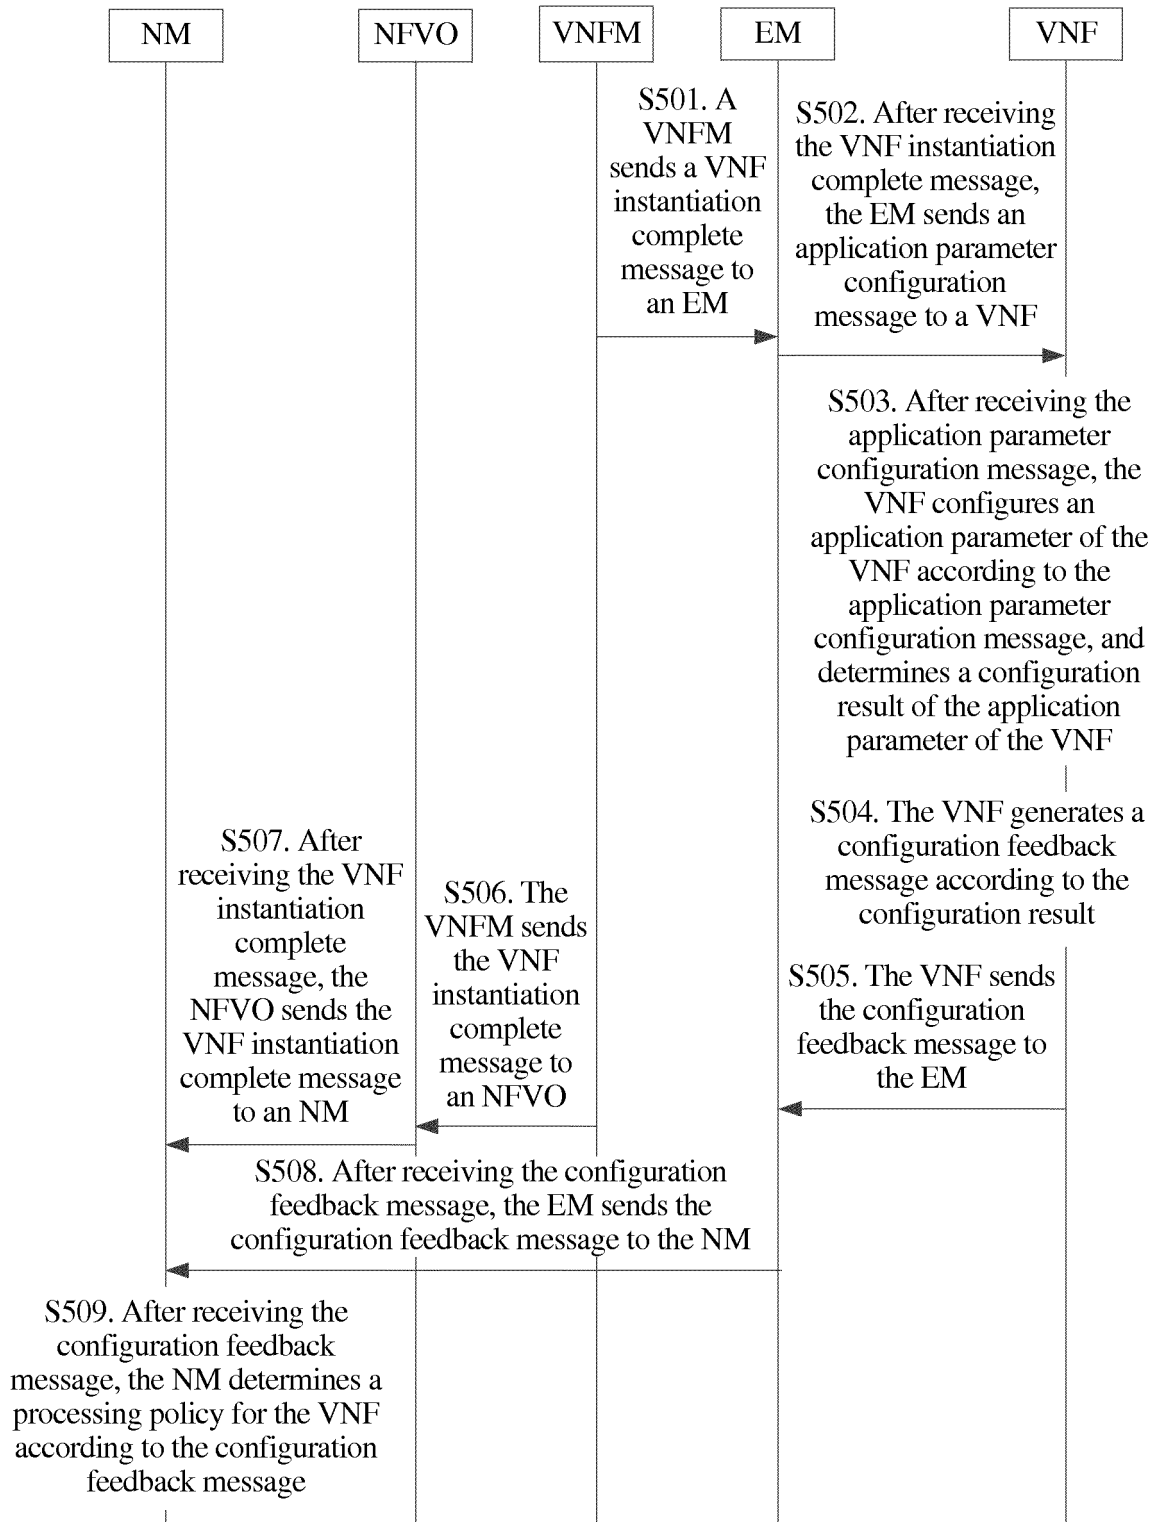 NM
NFVO
VNFM
EM
VNF
S501. A
VNFM
sends a VNF
instantiation
complete
message to
an EM
S502. After receiving
the VNF instantiation
complete message,
the EM sends an
application parameter
configuration
message to a VNF
S503. After receiving the
application parameter
configuration message, the
VNF configures an
application parameter of the
VNF according to the
application parameter
configuration message, and
determines a configuration
result of the application
parameter of the VNF
S504. The VNF generates a
configuration feedback
message according to the
configuration result
S505. The VNF sends
the configuration
feedback message to
the EM
S506. The
VNFM sends
the VNF
instantiation
complete
message to
an NFVO
S507. After
receiving the VNF
instantiation
complete
message, the
NFVO sends the
VNF instantiation
complete message
to an NM
S508. After receiving the configuration
feedback message, the EM sends the
configuration feedback message to the NM
S509. After receiving the
configuration feedback
message, the NM determines a
processing policy for the VNF
according to the configuration
feedback message